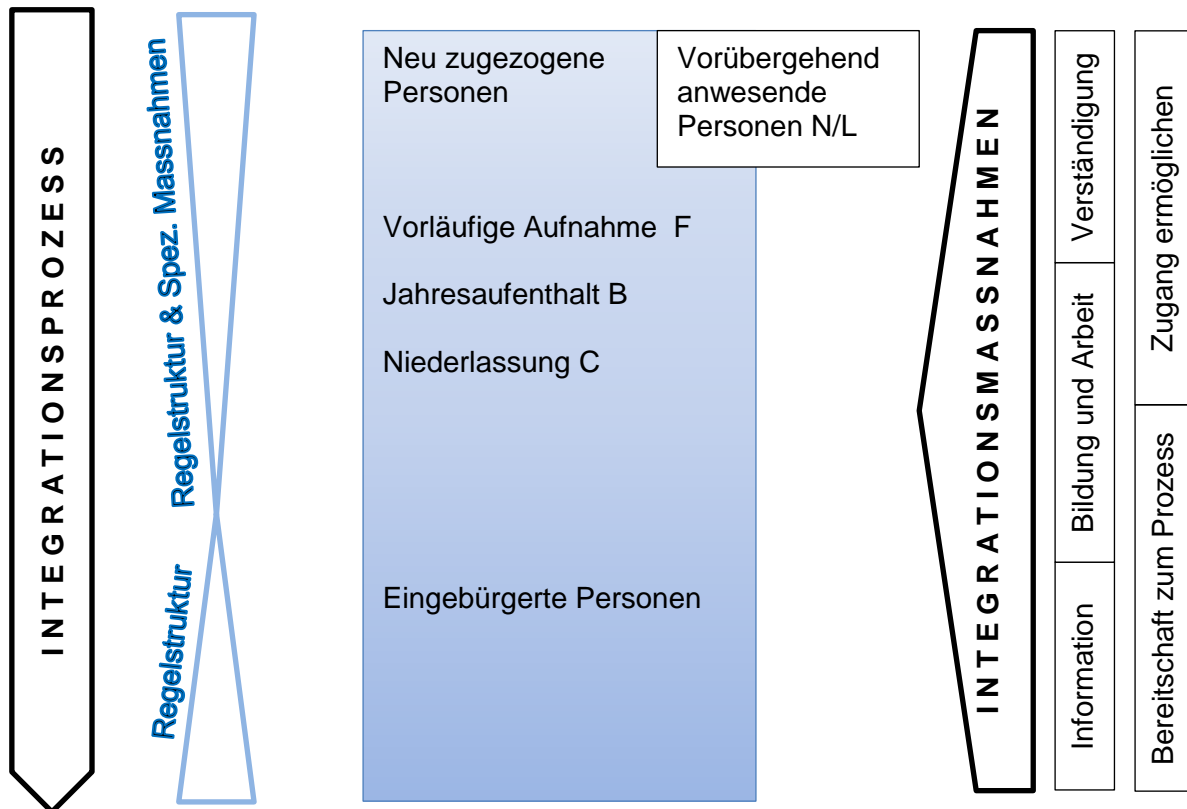 INTEGRATIONSPROZESS
Regelstruktur & Spez. Massnahmen
Regelstruktur
Neu zugezogene
Personen
Vorübergehend
anwesende
Personen N/L
Vorläufige Aufnahme  F
Jahresaufenthalt B
Niederlassung C
Eingebürgerte Personen
INTEGRATIONSMASSNAHMEN
Verständigung
Bildung und Arbeit
Information
Zugang ermöglichen
Bereitschaft zum Prozess